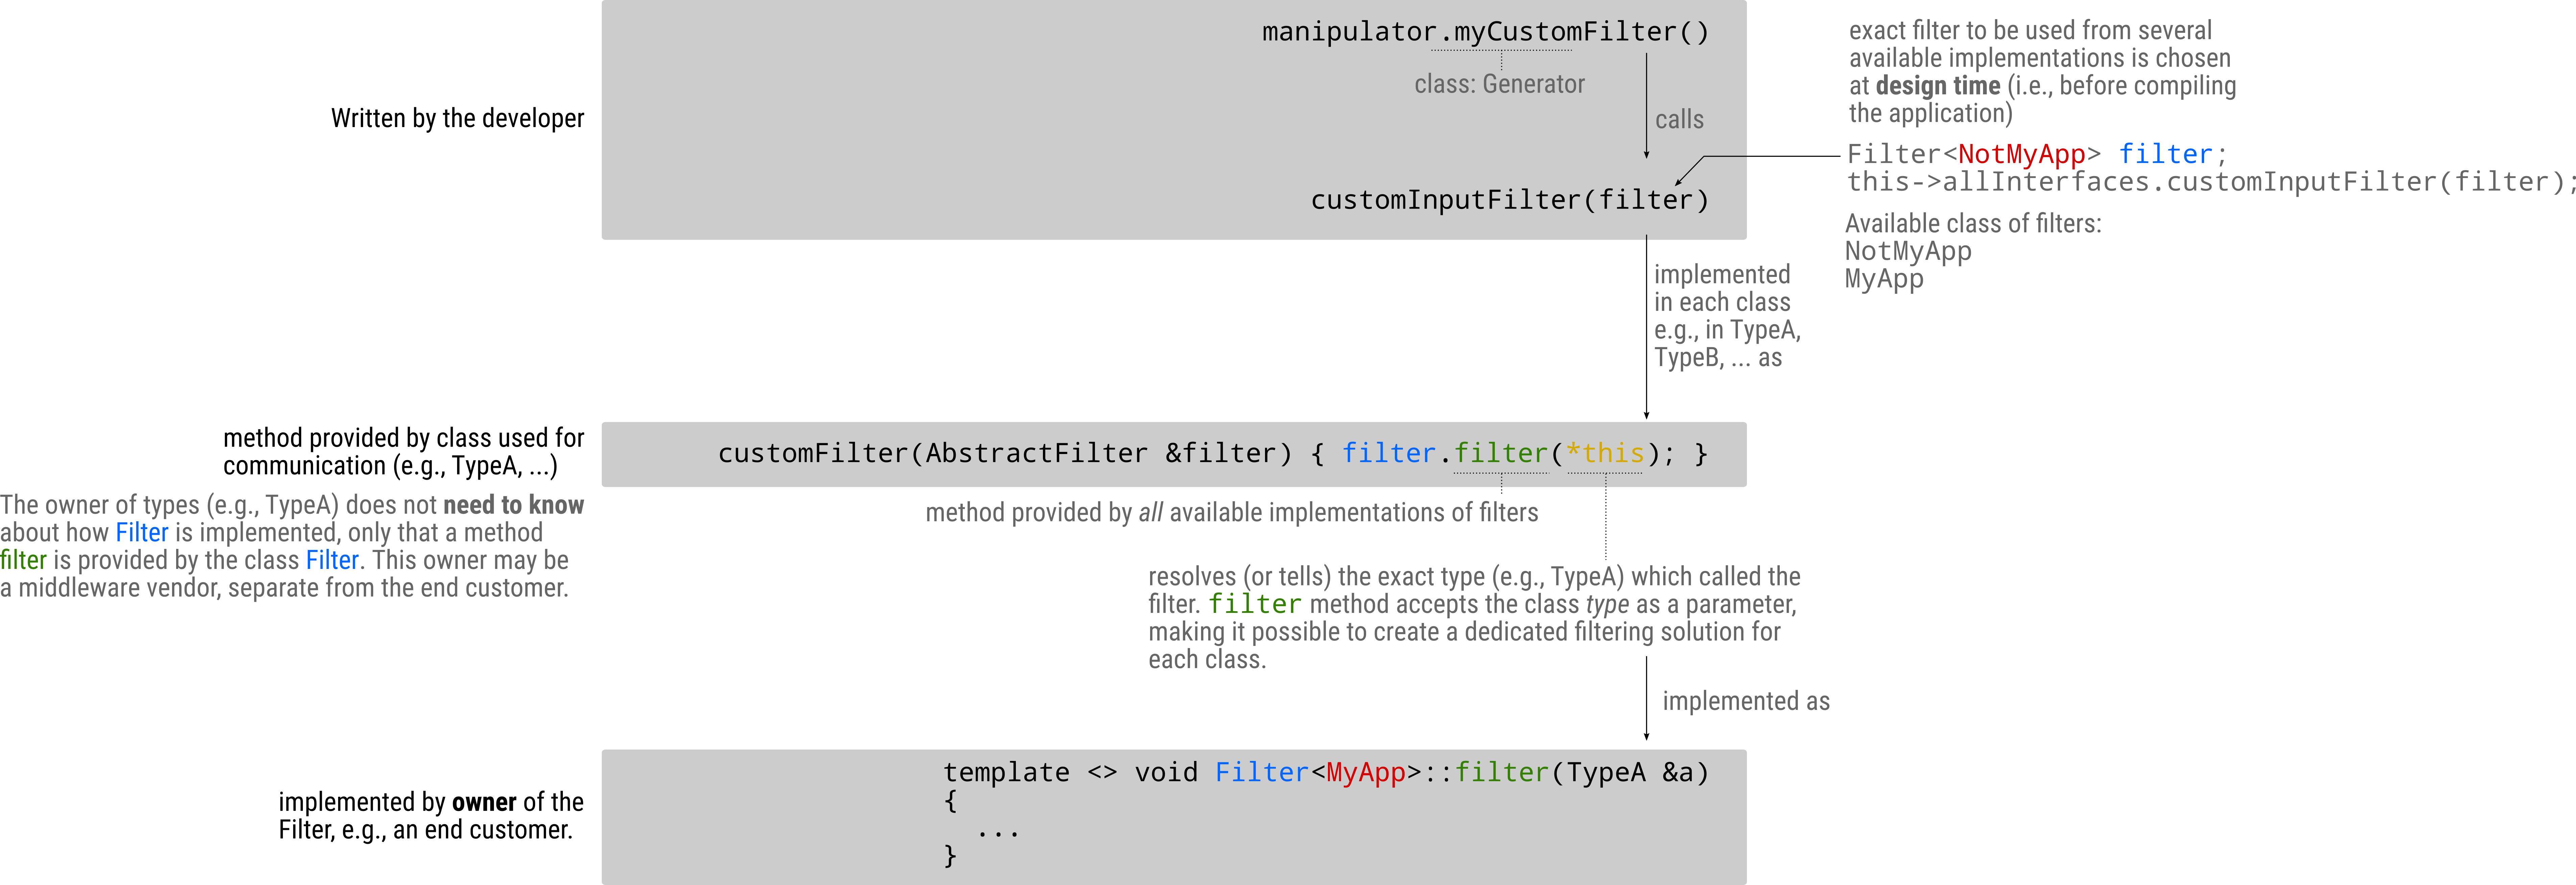 manipulator.myCustomFilter()
class: Generator
Written by the developer
calls
customInputFilter(filter)
exact filter to be used from several
available implementations is chosen
at design time (i.e., before compiling
the application)
Filter<NotMyApp> filter;
this->allInterfaces.customInputFilter(filter);
Available class of filters:
NotMyApp
MyApp
implemented
in each class
e.g., in TypeA,
TypeB, ... as
method provided by class used for
communication (e.g., TypeA, ...)
customFilter(AbstractFilter &filter) { filter.filter(*this); }
The owner of types (e.g., TypeA) does not need to know
about how Filter is implemented, only that a method
filter is provided by the class Filter. This owner may be
a middleware vendor, separate from the end customer.
method provided by all available implementations of filters
resolves (or tells) the exact type (e.g., TypeA) which called the
filter. filter method accepts the class type as a parameter,
making it possible to create a dedicated filtering solution for
each class.
implemented as
implemented by owner of the
Filter, e.g., an end customer.
template <> void Filter<MyApp>::filter(TypeA &a)
{
...
}